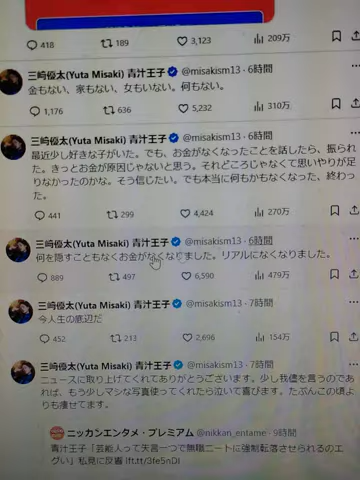 418 189 3,123 209万
三﨑優太(Yuta Misaki) 青汁王子 @misakism13・6時間
金もない、家もない、女もいない。何もない。
1,176 636 5,232 310万
三﨑優太(Yuta Misaki) 青汁王子 @misakism13・6時間
最近少し好きな子がいた。でも、お金がなくなったことを話したら、振られ
た。きっとお金が原因じゃないと思う。それどころじゃなくて思いやりが足
りなかったのかな。そう信じたい。でも本当に何もかもなくなった、終わっ
た。
441 299 4,424 270万
三﨑優太(Yuta Misaki) 青汁王子 @misakism13・6時間
何を隠すこともなくお金がなくなりました。リアルになくなりました。
889 497 6,590 479万
三﨑優太(Yuta Misaki) 青汁王子 @misakism13・7時間
今人生の底辺だ
452 213 2,696 154万
三﨑優太(Yuta Misaki) 青汁王子 @misakism13・7時間
ニュースに取り上げてくれてありがとうございます。少し我儘を言うのであ
れば、もう少しマシな写真使ってくれたら泣いて喜びます。たぶんこの頃よ
りも痩せてます。
ニッカンエンタメ・プレミアム @nikkan_entame・9時間
青汁王子「芸能人って失言一つで無職ニートに強制転落させられるのエ
グい」私見に反響 ift.tt/3fe5nDI